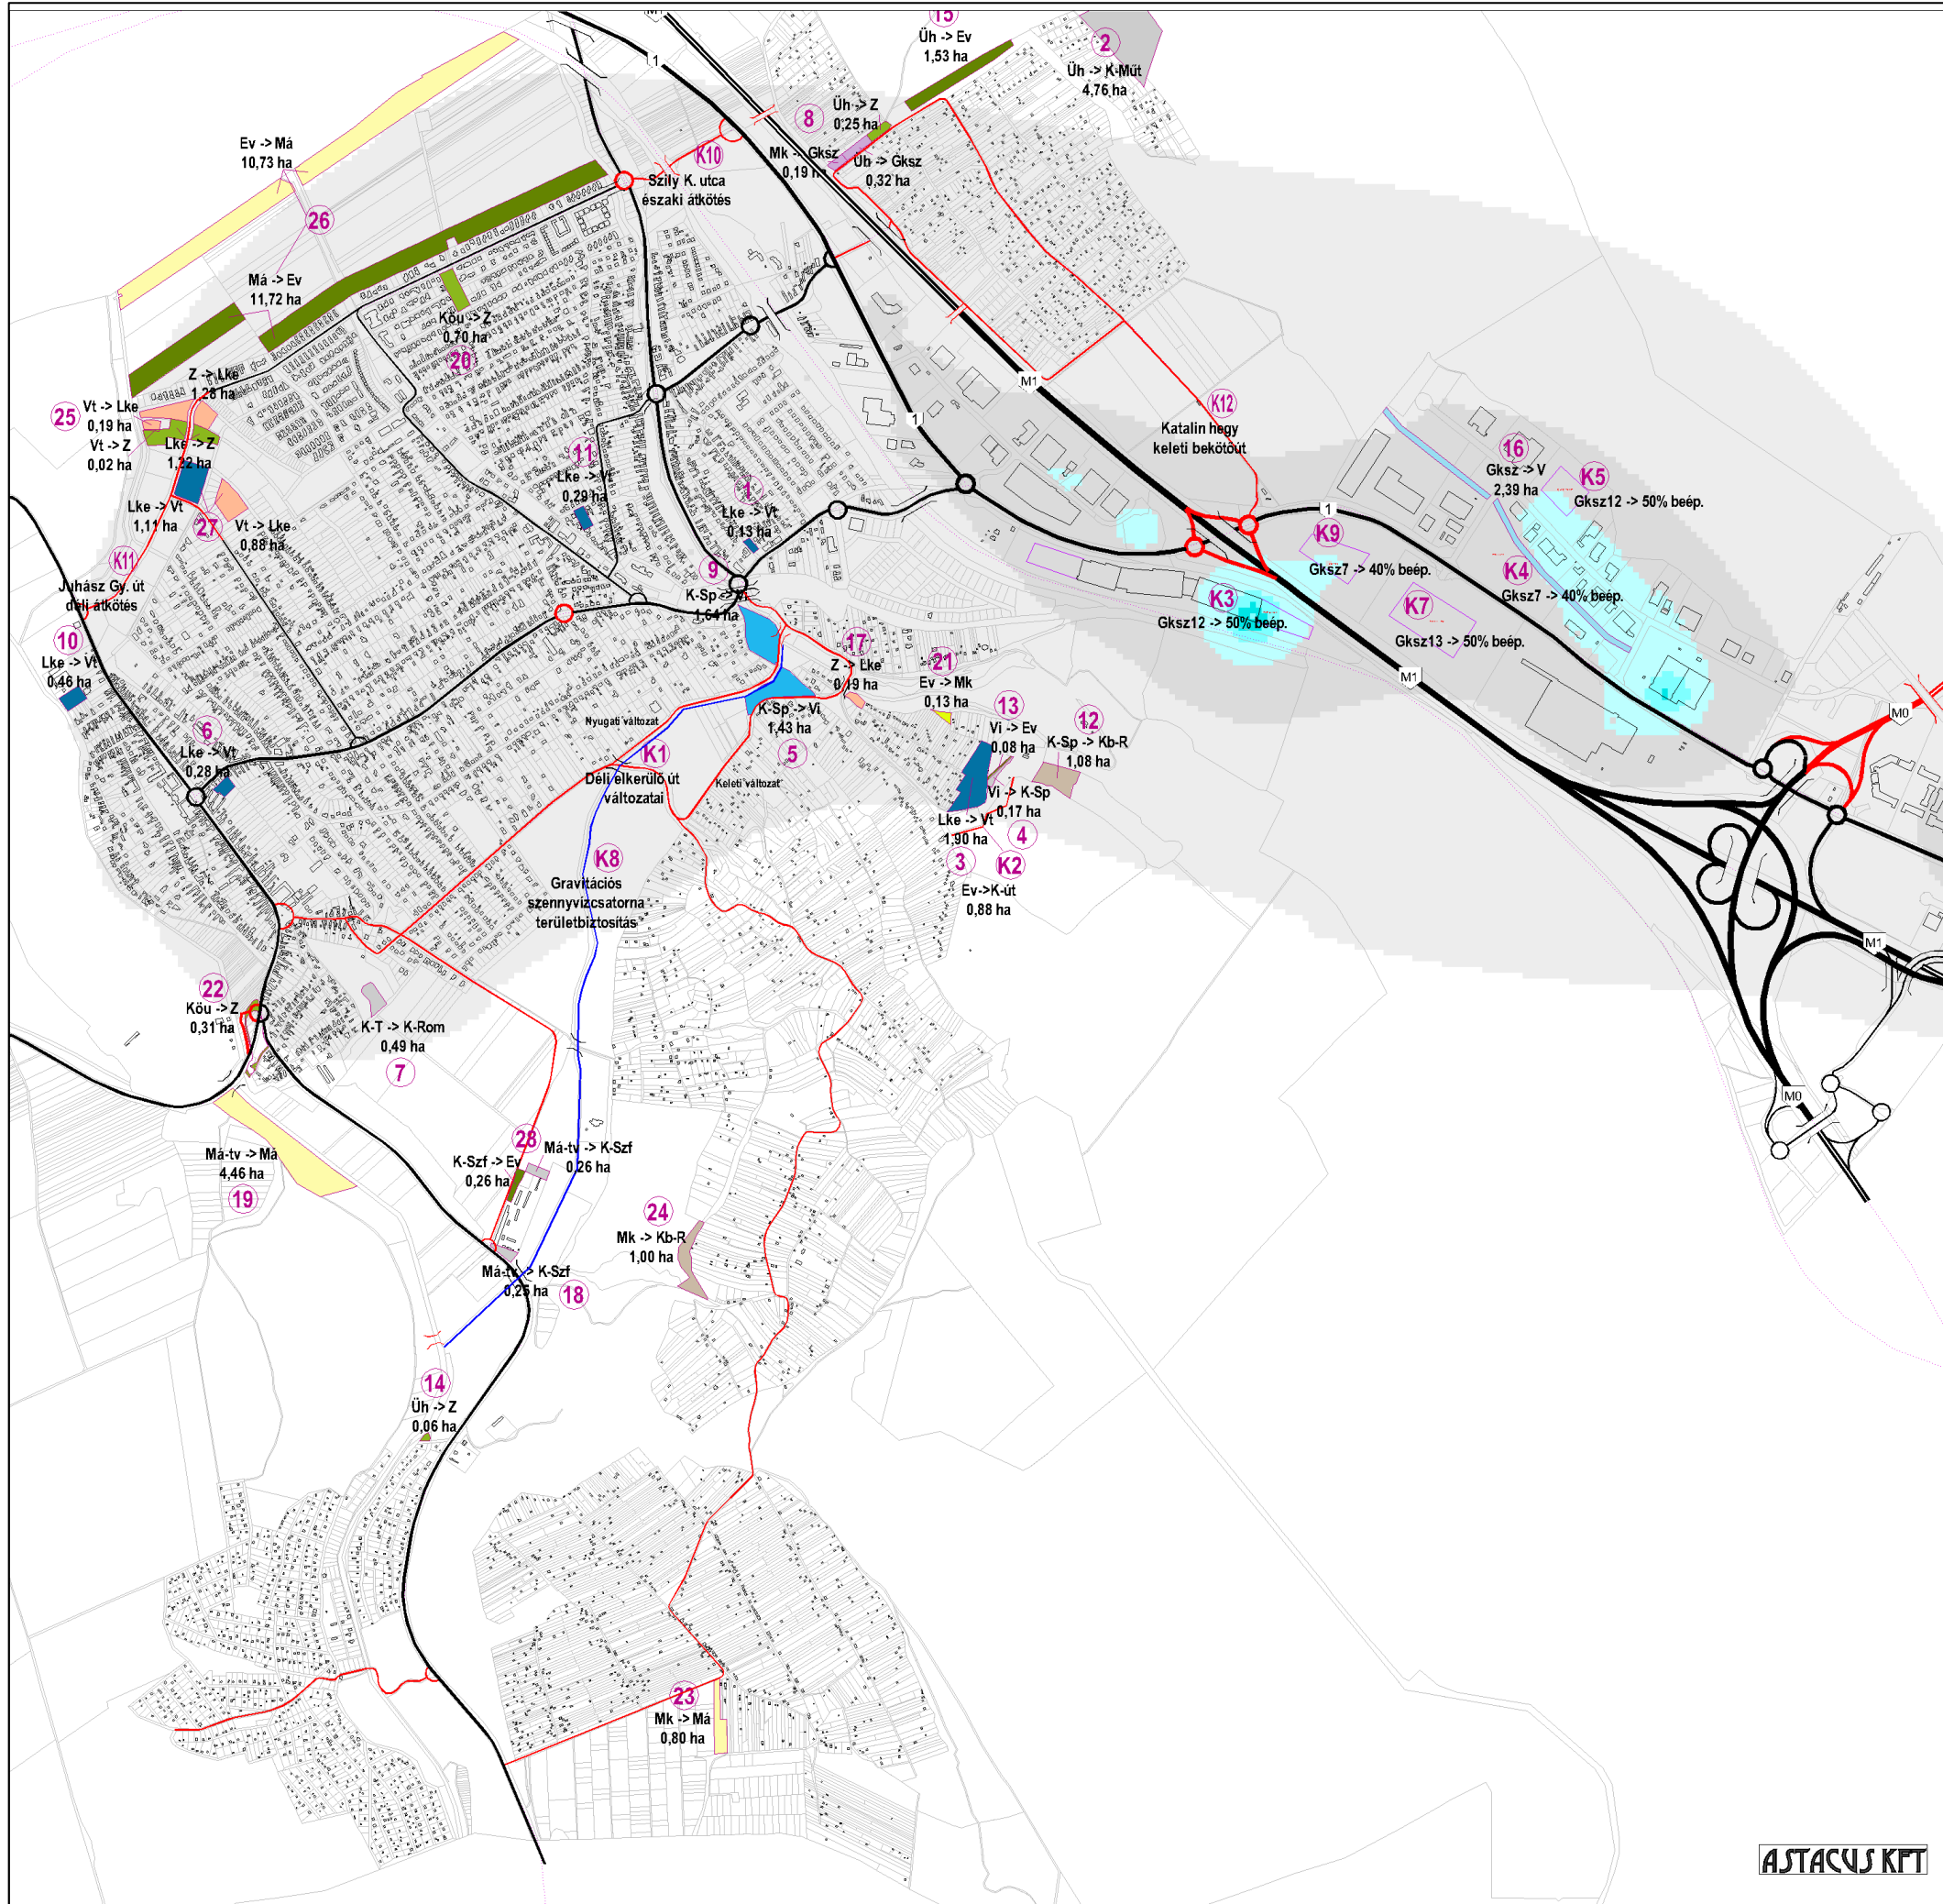 M1
1
15
Üh -> Ev
1,53 ha
2
Üh -> K-Műt
4,76 ha
8
Üh -> Z
0,25 ha
Mk -> Gksz
0,19 ha
Üh -> Gksz
0,32 ha
K10
Szily K. utca
északi átkötés
Ev -> Má
10,73 ha
26
Má -> Ev
11,72 ha
Köu -> Z
0,70 ha
20
Z -> Lke
1,28 ha
25
Vt -> Lke
0,19 ha
Vt -> Z
0,02 ha
Lke -> Z
1,22 ha
Lke -> Vt
1,11 ha
27
Vt -> Lke
0,88 ha
K11
Juhász Gy. út
déli átkötés
11
Lke -> Vt
0,29 ha
1
Lke -> Vt
0,13 ha
1
M1
K12
Katalin hegy
keleti bekötőút
16
Gksz -> V
2,39 ha
K5
Gksz12 -> 50% beép.
1
K9
Gksz7 -> 40% beép.
K4
Gksz7 -> 40% beép.
K3
Gksz12 -> 50% beép.
K7
Gksz13 -> 50% beép.
M1
M0
9
K-Sp -> Vi
1,64 ha
10
Lke -> Vt
0,46 ha
17
Z -> Lke
0,19 ha
21
Ev -> Mk
0,13 ha
6
Lke -> Vt
0,28 ha
Nyugati változat
K1
Déli elkerülő út
változatai
K-Sp -> Vi
1,43 ha
5
Keleti változat
13
Vi -> Ev
0,08 ha
12
K-Sp -> Kb-R
1,08 ha
Vi -> K-Sp
0,17 ha
Lke -> Vt
1,90 ha
4
3
K2
Ev->K-út
0,88 ha
K8
Gravitációs
szennyvízcsatorna
területbiztosítás
M1
22
Köu -> Z
0,31 ha
K-T -> K-Rom
0,49 ha
7
M0
Má-tv -> Má
4,46 ha
19
28
K-Szf -> Ev
0,26 ha
Má-tv -> K-Szf
0,26 ha
24
Mk -> Kb-R
1,00 ha
Má-tv -> K-Szf
0,25 ha
18
14
Üh -> Z
0,06 ha
23
Mk -> Má
0,80 ha
ASTACUS KFT